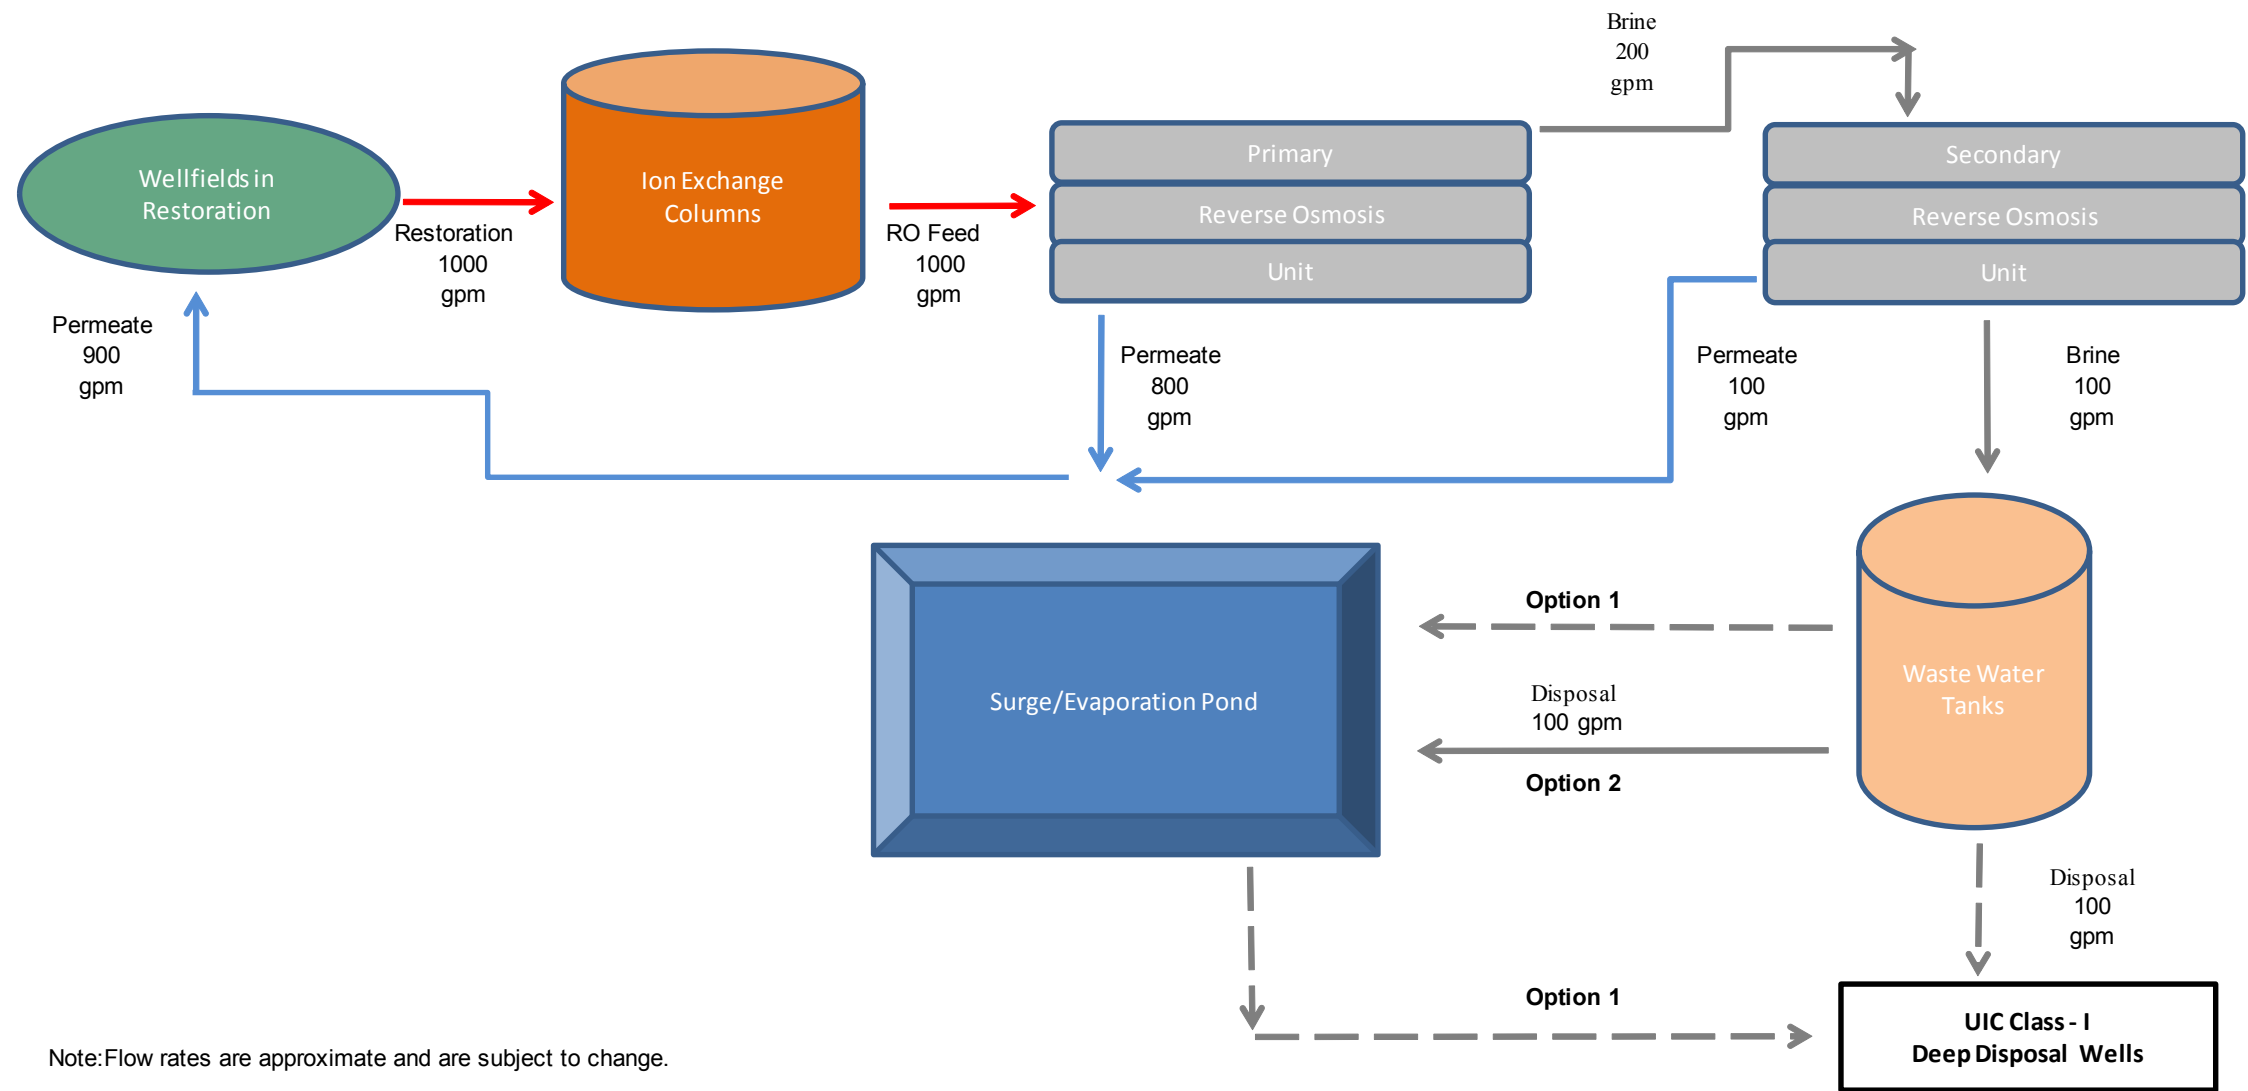 Brine
200
gpm
Wellfields in
Restoration
Ion Exchange
Columns
Primary
Reverse Osmosis
Unit
Secondary
Reverse Osmosis
Unit
Restoration
1000
gpm
RO Feed
1000
gpm
Permeate
900
gpm
Permeate
800
gpm
Permeate
100
gpm
Brine
100
gpm
Option 1
Surge/Evaporation Pond
Disposal
100 gpm
Option 2
Waste Water
Tanks
Disposal
100
gpm
Option 1
UIC Class - I
Deep Disposal Wells
Note:Flow rates are approximate and are subject to change.